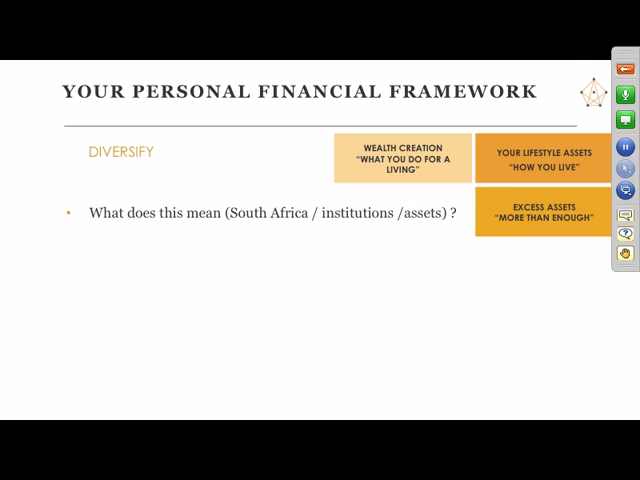 YOUR PERSONAL FINANCIAL FRAMEWORK
DIVERSIFY
WEALTH CREATION
“WHAT YOU DO FOR A
LIVING”
YOUR LIFESTYLE ASSETS
“HOW YOU LIVE”
• What does this mean (South Africa / institutions /assets) ?
EXCESS ASSETS
“MORE THAN ENOUGH”